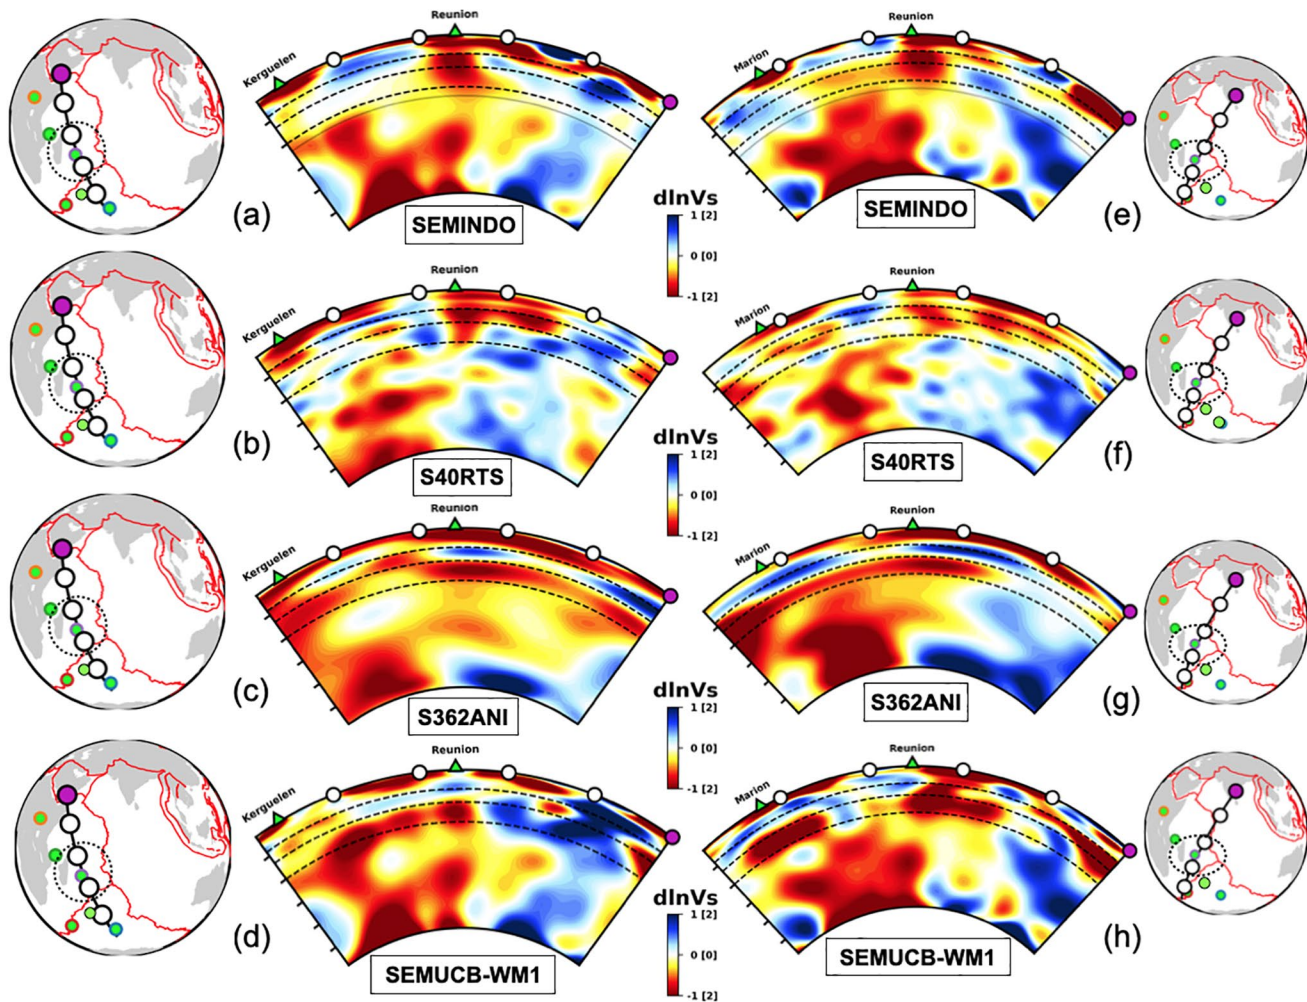 Kerguelen
Reunion
(a)
SEMINDO
dlnVs
1 [2]
0 [0]
-1 [2]
Marion
Reunion
SEMINDO
(e)
Kerguelen
Reunion
(b)
S40RTS
dlnVs
1 [2]
0 [0]
-1 [2]
Marion
Reunion
S40RTS
(f)
Kerguelen
Reunion
(c)
S362ANI
dlnVs
1 [2]
0 [0]
-1 [2]
Marion
Reunion
S362ANI
(g)
Kerguelen
Reunion
(d)
SEMUCB-WM1
dlnVs
1 [2]
0 [0]
-1 [2]
Marion
Reunion
SEMUCB-WM1
(h)